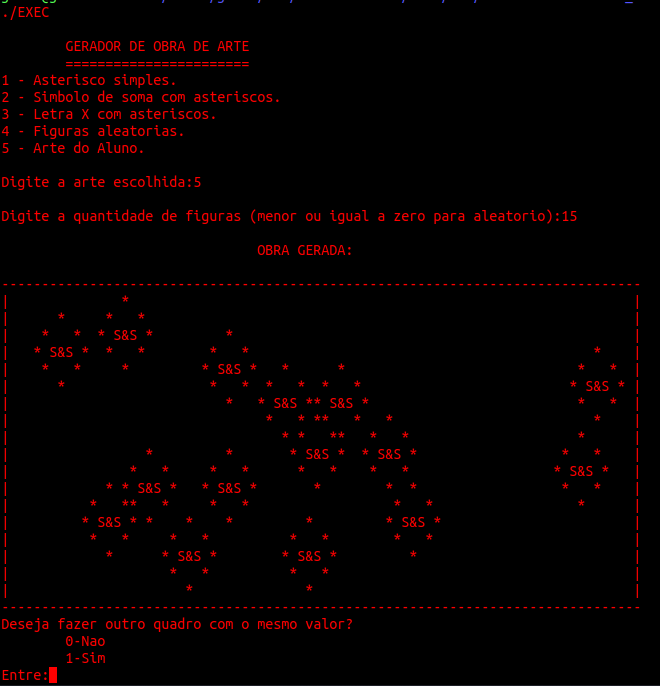 ./EXEC
GERADOR DE OBRA DE ARTE
=======================
1 - Asterisco simples.
2 - Simbolo de soma com asteriscos.
3 - Letra X com asteriscos.
4 - Figuras aleatorias.
5 - Arte do Aluno.
Digite a arte escolhida:5
Digite a quantidade de figuras (menor ou igual a zero para aleatorio):15
OBRA GERADA:
--------------------------------------------------------------------------------
| * |
| * * * |
| * * * S&S * * |
| * S&S * * * * * * |
| * * * * S&S * * * * * |
| * * * * * * * * S&S * |
| * * S&S ** S&S * * * |
| * * ** * * * |
| * * ** * * * |
| * * * S&S * * S&S * * * |
| * * * * * * * * * S&S * |
| * * S&S * * S&S * * * * * * |
| * ** * * * * * * |
| * S&S * * * * * * S&S * |
| * * * * * * * * |
| * * S&S * * S&S * * |
| * * * * |
| * * |
--------------------------------------------------------------------------------
Deseja fazer outro quadro com o mesmo valor?
0-Nao
1-Sim
Entre: